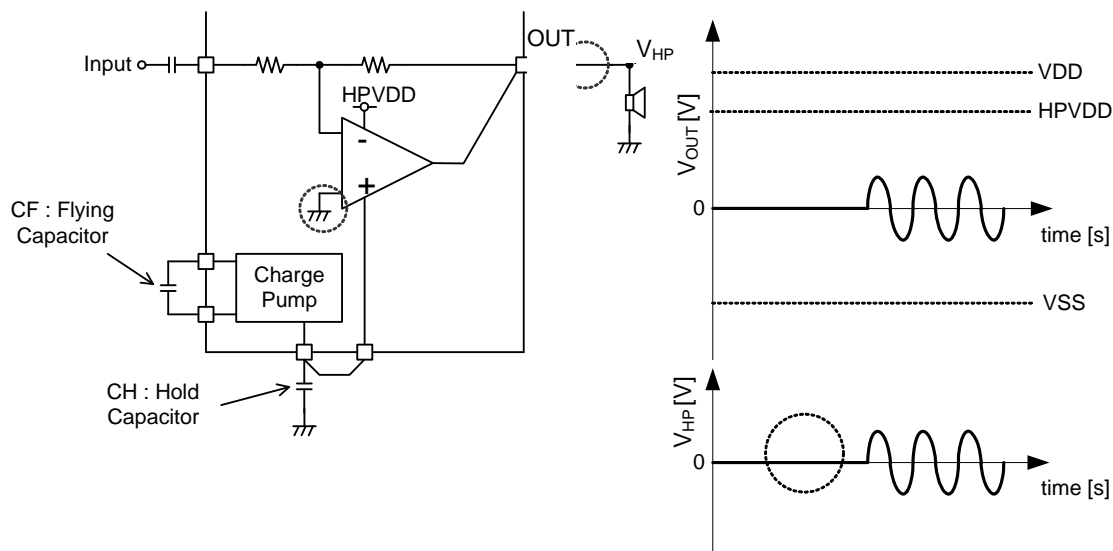 Input
OUT
V_HP
HPVDD
-
+
CF : Flying
Capacitor
Charge
Pump
CH : Hold
Capacitor
V_OUT [V]
VDD
HPVDD
0
time [s]
VSS
V_HP [V]
0
time [s]